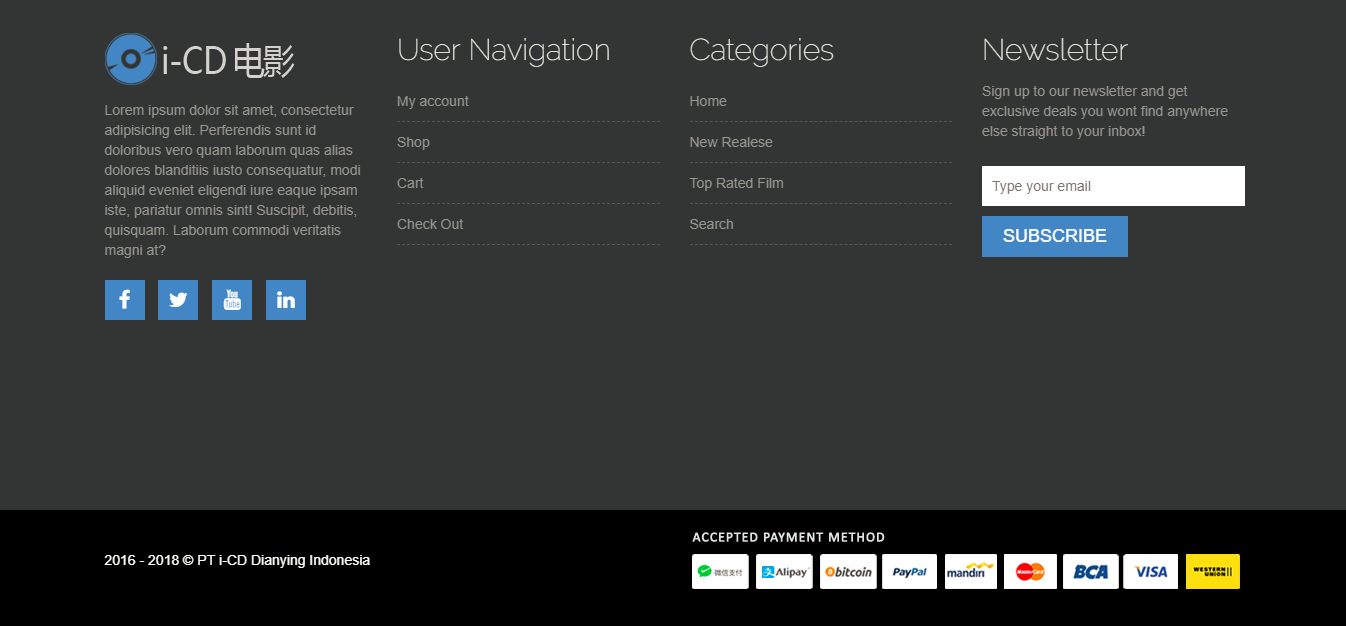 i-CD 电影
Lorem ipsum dolor sit amet, consectetur
adipisicing elit. Perferendis sunt id
doloribus vero quam laborum quas alias
dolores blanditiis iusto consequatur, modi
aliquid eveniet eligendi iure eaque ipsam
iste, pariatur omnis sint! Suscipit, debitis,
quisquam. Laborum commodi veritatis
magni at?
You
Tube
User Navigation
My account
Shop
Cart
Check Out
Categories
Home
New Realese
Top Rated Film
Search
Newsletter
Sign up to our newsletter and get
exclusive deals you wont find anywhere
else straight to your inbox!
Type your email
SUBSCRIBE
2016 - 2018 © PT i-CD Dianying Indonesia
ACCEPTED PAYMENT METHOD
微信支付 支 Alipay bitcoin PayPal mandiri MasterCard BCA VISA WESTERN UNION